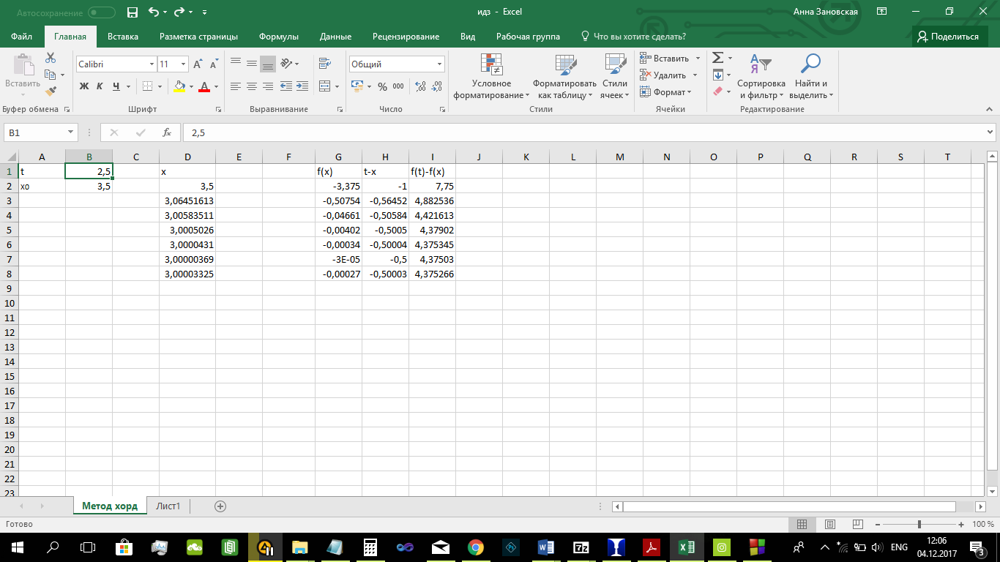 Автосохранение
идз - Excel
Анна Зановская
Файл Главная Вставка Разметка страницы Формулы Данные Рецензирование Вид Рабочая группа Что вы хотите сделать? Поделиться
Вставить
Calibri 11
Ж К Ч
Общий
% 000
Условное форматирование
Форматировать как таблицу
Стили ячеек
Вставить
Удалить
Формат
Сортировка и фильтр
Найти и выделить
Буфер обмена Шрифт Выравнивание Число Стили Ячейки Редактирование
B1 fx 2,5
A B C D E F G H I J K L M N O P Q R S T
1 t 2,5 x f(x) t-x f(t)-f(x)
2 xo 3,5 3,5 -3,375 -1 7,75
3 3,06451613 -0,50754 -0,56452 4,882536
4 3,00583511 -0,04661 -0,50584 4,421613
5 3,0005026 -0,00402 -0,5005 4,37902
6 3,0000431 -0,00034 -0,50004 4,375345
7 3,00000369 -3E-05 -0,5 4,37503
8 3,00003325 -0,00027 -0,50003 4,375266
9
10
11
12
13
14
15
16
17
18
19
20
21
22
23
Метод хорд Лист1
Готово
100 %
ENG
12:06
04.12.2017
3